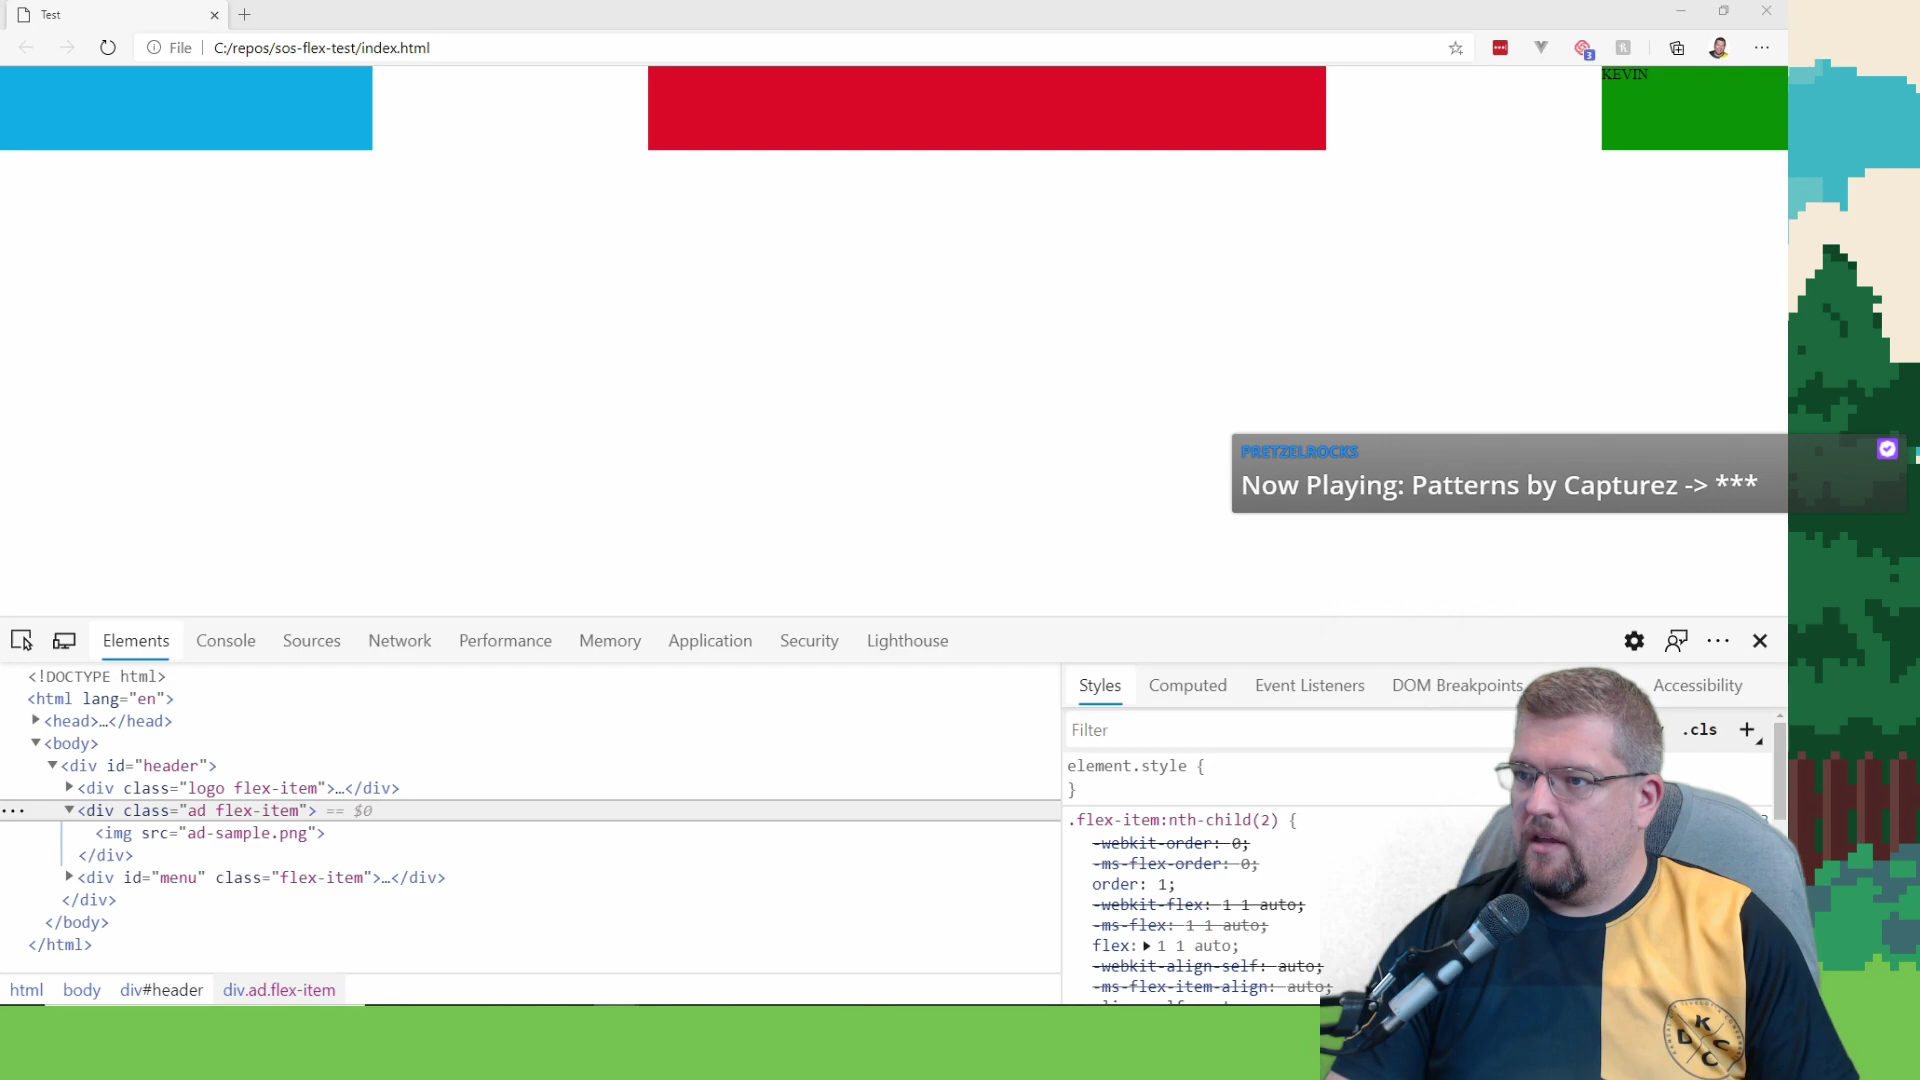 Test
File
C:/repos/sos-flex-test/index.html
3
KEVIN
PRETZELROCKS
Now Playing: Patterns by Capturez -> ***
Elements Console Sources Network Performance Memory Application Security Lighthouse
<!DOCTYPE html>
<html lang="en">
<head>…</head>
<body>
<div id="header">
<div class="logo flex-item">…</div>
<div class="ad flex-item"> == $0
<img src="ad-sample.png">
</div>
<div id="menu" class="flex-item">…</div>
</div>
</body>
</html>
html body div#header div.ad.flex-item
Styles Computed Event Listeners DOM Breakpoints Accessibility
Filter
.cls
element.style {
}
.flex-item:nth-child(2) {
-webkit-order: 0;
-ms-flex-order: 0;
order: 1;
-webkit-flex: 1 1 auto;
-ms-flex: 1 1 auto;
flex: 1 1 auto;
-webkit-align-self: auto;
-ms-flex-item-align: auto;
K
D C
C